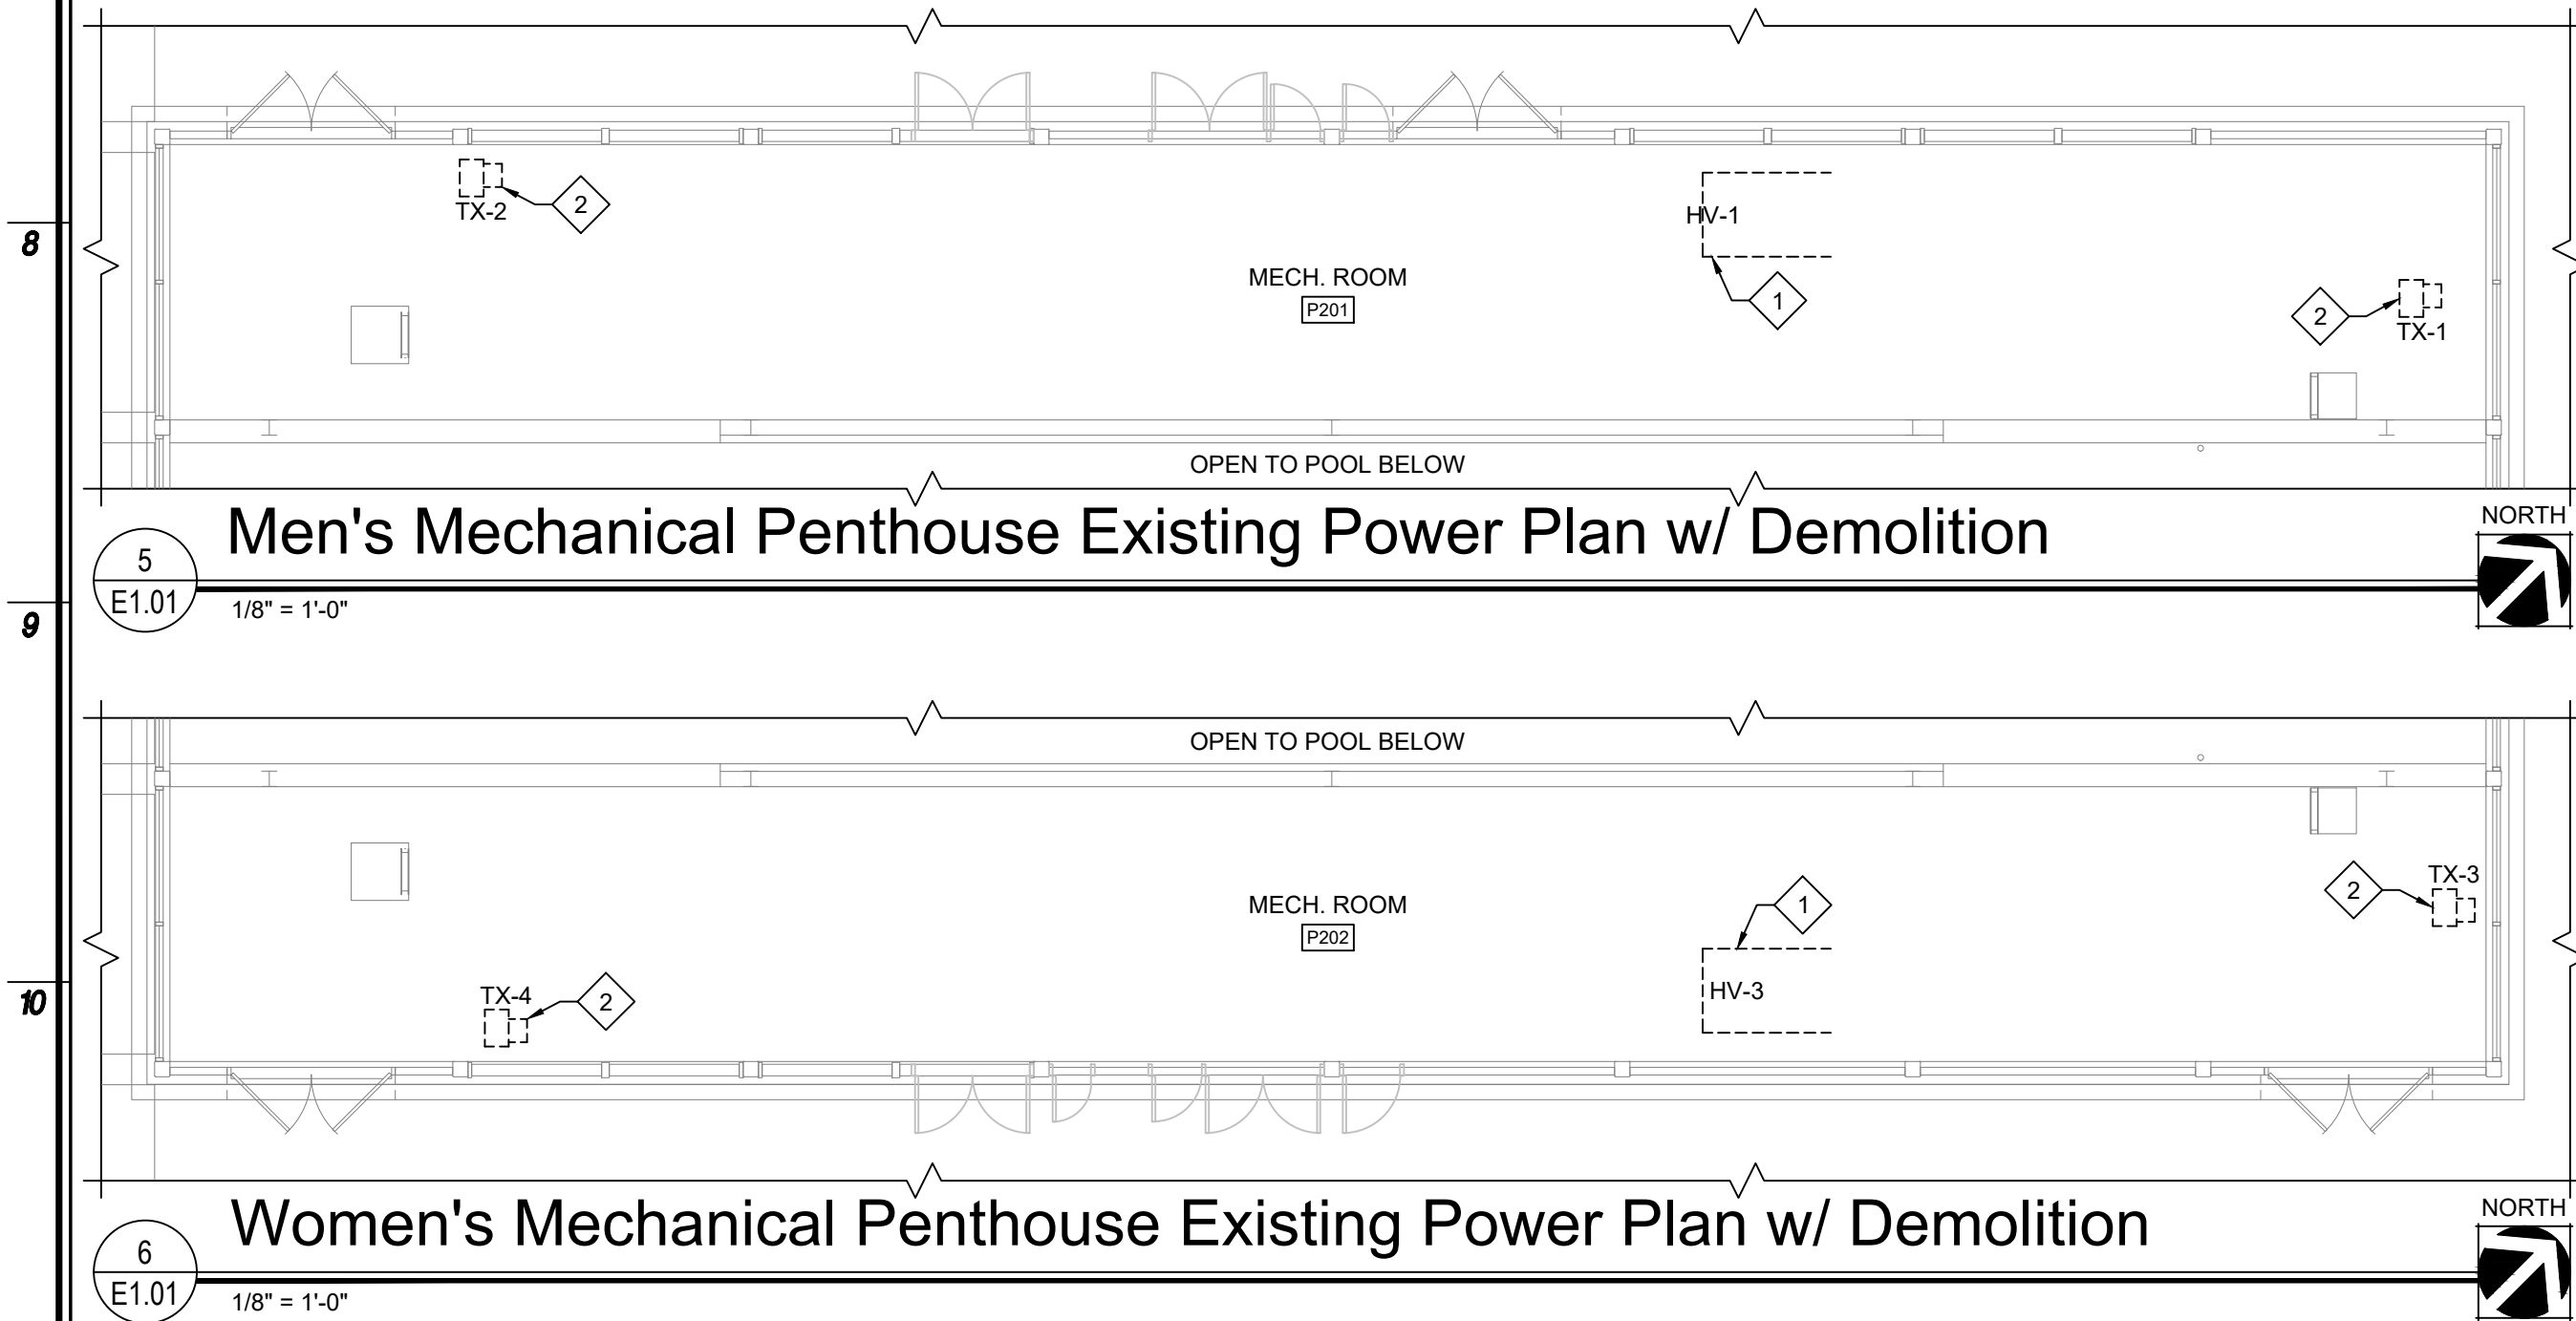 8
TX-2
2
HV-1
1
MECH. ROOM
P201
2
TX-1
OPEN TO POOL BELOW
Men's Mechanical Penthouse Existing Power Plan w/ Demolition
5
E1.01
1/8" = 1'-0"
NORTH
9
OPEN TO POOL BELOW
MECH. ROOM
P202
1
HV-3
2
TX-3
TX-4
2
10
Women's Mechanical Penthouse Existing Power Plan w/ Demolition
6
E1.01
1/8" = 1'-0"
NORTH